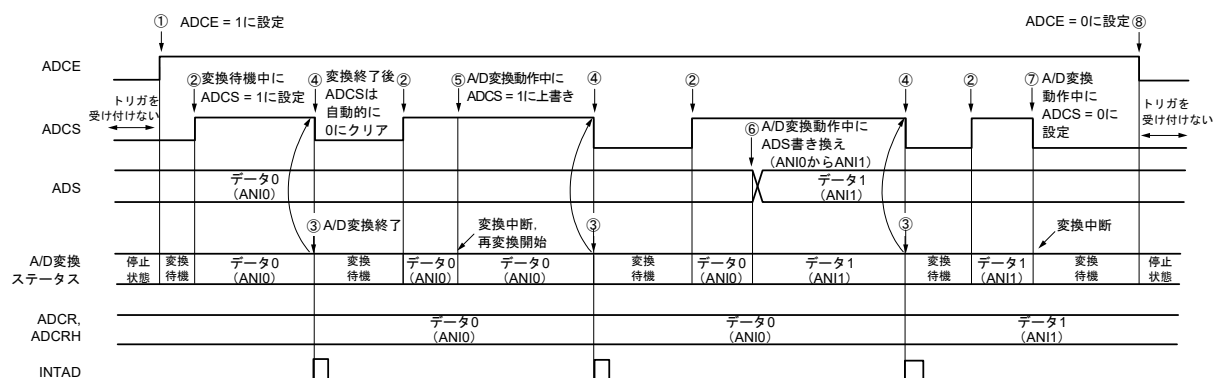 ① ADCE = 1に設定
ADCE = 0に設定⑧
ADCE
②変換待機中に
ADCS = 1に設定
④ 変換終了後
ADCSは
自動的に
0にクリア
②
⑤A/D変換動作中に
ADCS = 1に上書き
④
②
④
②
⑦ A/D変換
動作中に
ADCS = 0に
設定
トリガを
受け付けない
トリガを
受け付けない
ADCS
⑥ A/D変換動作中に
ADS書き換え
(ANI0からANI1)
ADS
データ0
(ANI0)
データ1
(ANI1)
③ A/D変換終了
変換中断,
再変換開始
③
③
変換中断
A/D変換
ステータス
停止
状態
変換
待機
データ0
(ANI0)
変換
待機
データ0
(ANI0)
データ0
(ANI0)
変換
待機
データ0
(ANI0)
データ1
(ANI1)
変換
待機
データ1
(ANI1)
変換
待機
停止
状態
ADCR,
ADCRH
データ0
(ANI0)
データ0
(ANI0)
データ1
(ANI1)
INTAD